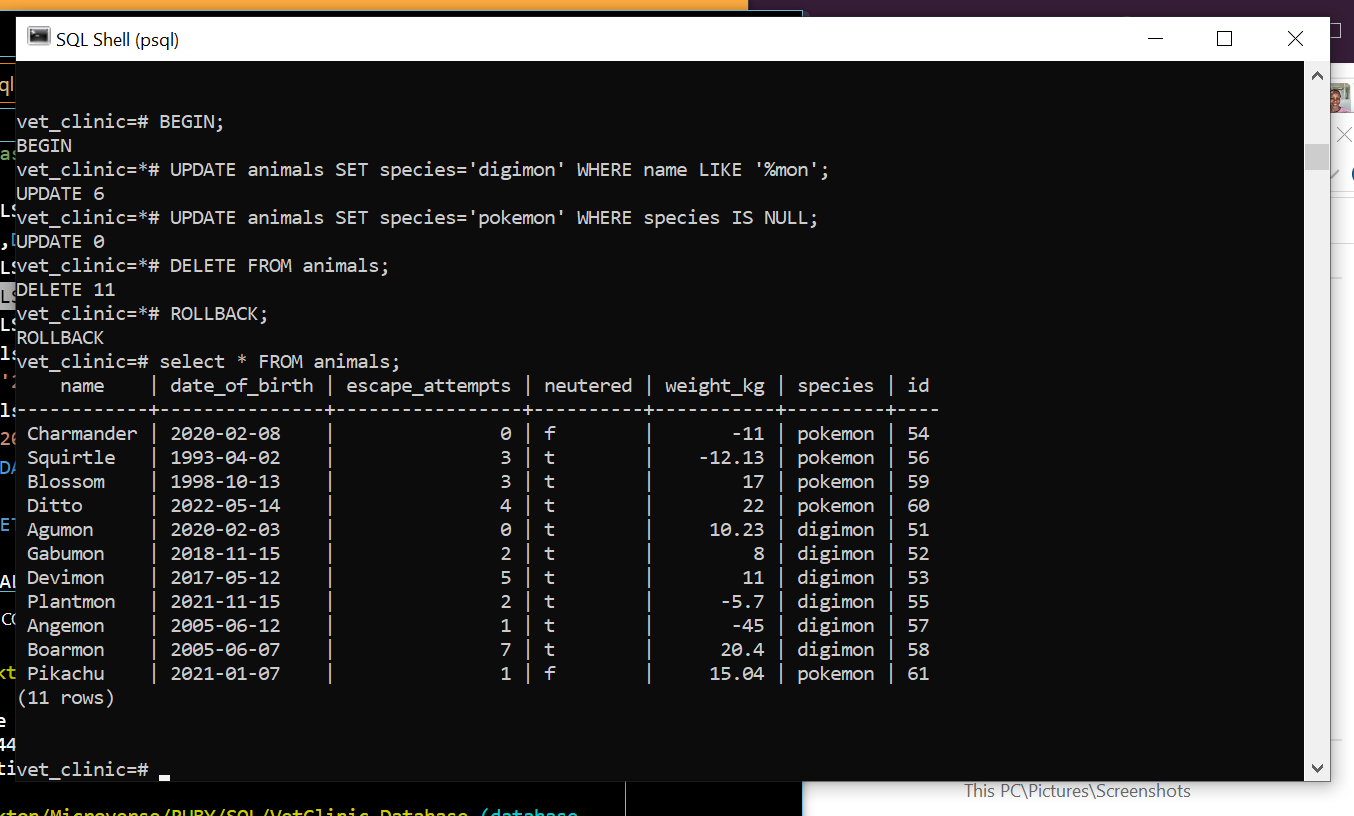 SQL Shell (psql)
vet_clinic=# BEGIN;
BEGIN
vet_clinic=*# UPDATE animals SET species='digimon' WHERE name LIKE '%mon';
UPDATE 6
vet_clinic=*# UPDATE animals SET species='pokemon' WHERE species IS NULL;
UPDATE 0
vet_clinic=*# DELETE FROM animals;
DELETE 11
vet_clinic=*# ROLLBACK;
ROLLBACK
vet_clinic=# select * FROM animals;
name | date_of_birth | escape_attempts | neutered | weight_kg | species | id
------------+---------------+-----------------+----------+-----------+---------+----
Charmander | 2020-02-08 | 0 | f | -11 | pokemon | 54
Squirtle | 1993-04-02 | 3 | t | -12.13 | pokemon | 56
Blossom | 1998-10-13 | 3 | t | 17 | pokemon | 59
Ditto | 2022-05-14 | 4 | t | 22 | pokemon | 60
Agumon | 2020-02-03 | 0 | t | 10.23 | digimon | 51
Gabumon | 2018-11-15 | 2 | t | 8 | digimon | 52
Devimon | 2017-05-12 | 5 | t | 11 | digimon | 53
Plantmon | 2021-11-15 | 2 | t | -5.7 | digimon | 55
Angemon | 2005-06-12 | 1 | t | -45 | digimon | 57
Boarmon | 2005-06-07 | 7 | t | 20.4 | digimon | 58
Pikachu | 2021-01-07 | 1 | f | 15.04 | pokemon | 61
(11 rows)
vet_clinic=#
This PC\Pictures\Screenshots
/Microverse/RUBY/SQL/VetClinic-Database (database